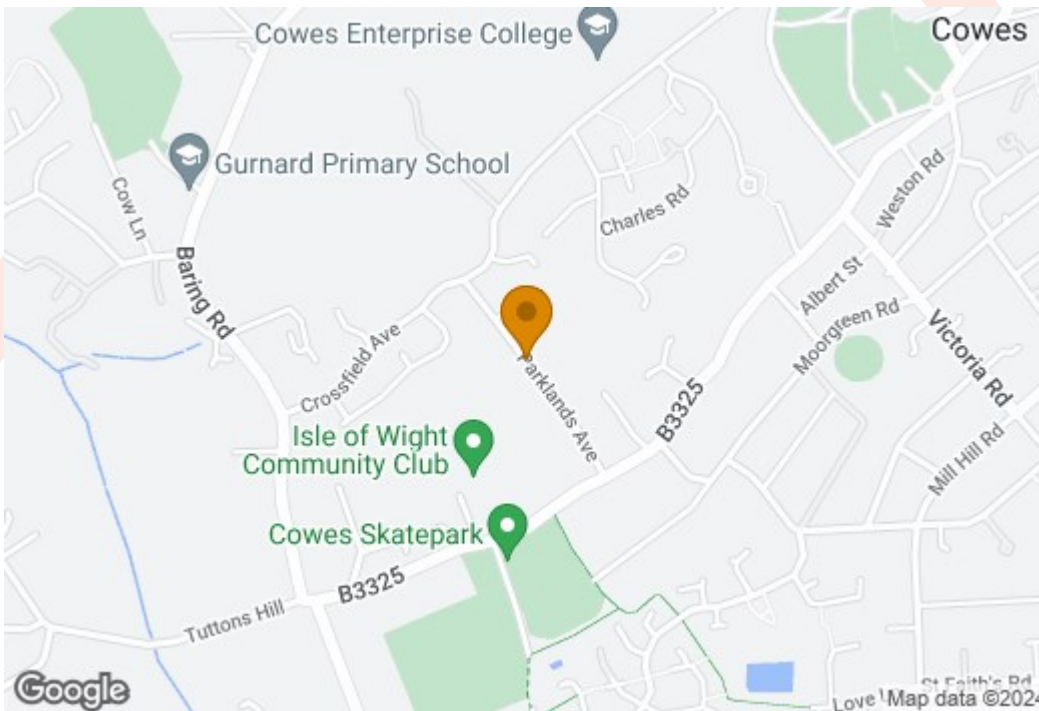 Cowes Enterprise College
Cowes
Gurnard Primary School
Weston Rd
Cow Ln
Charles Rd
Baring Rd
Albert St
Moorgreen Rd
Victoria Rd
Crossfield Ave
Parklands Ave
B3325
Isle of Wight
Community Club
Mill Hill Rd
Cowes Skatepark
B3325
Tuttons Hill
St Faith's Rd
Google
Love
Map data ©2024